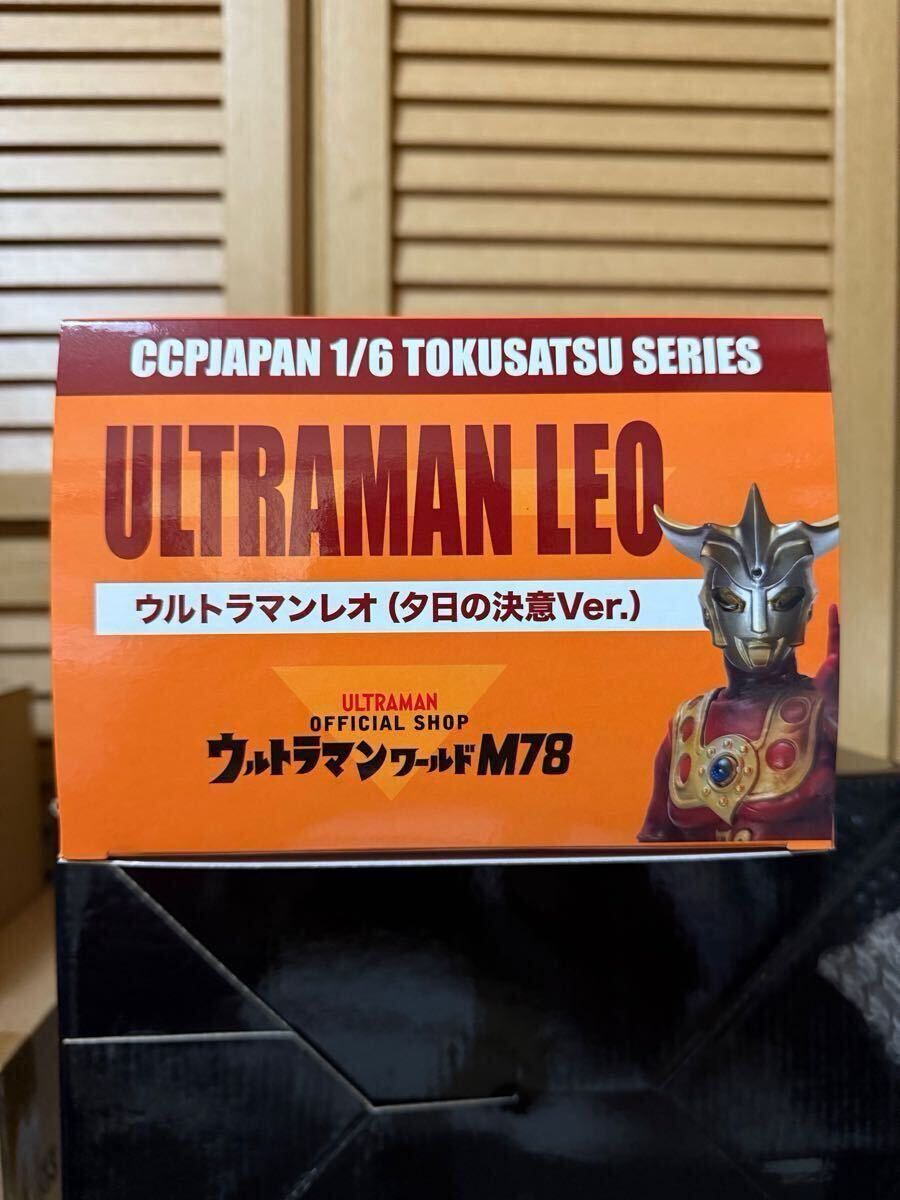 CCPJAPAN 1/6 TOKUSATSU SERIES
ULTRAMAN LEO
ウルトラマンレオ（夕日の決意Ver.）
ULTRAMAN
OFFICIAL SHOP
ウルトラマンワールドM78